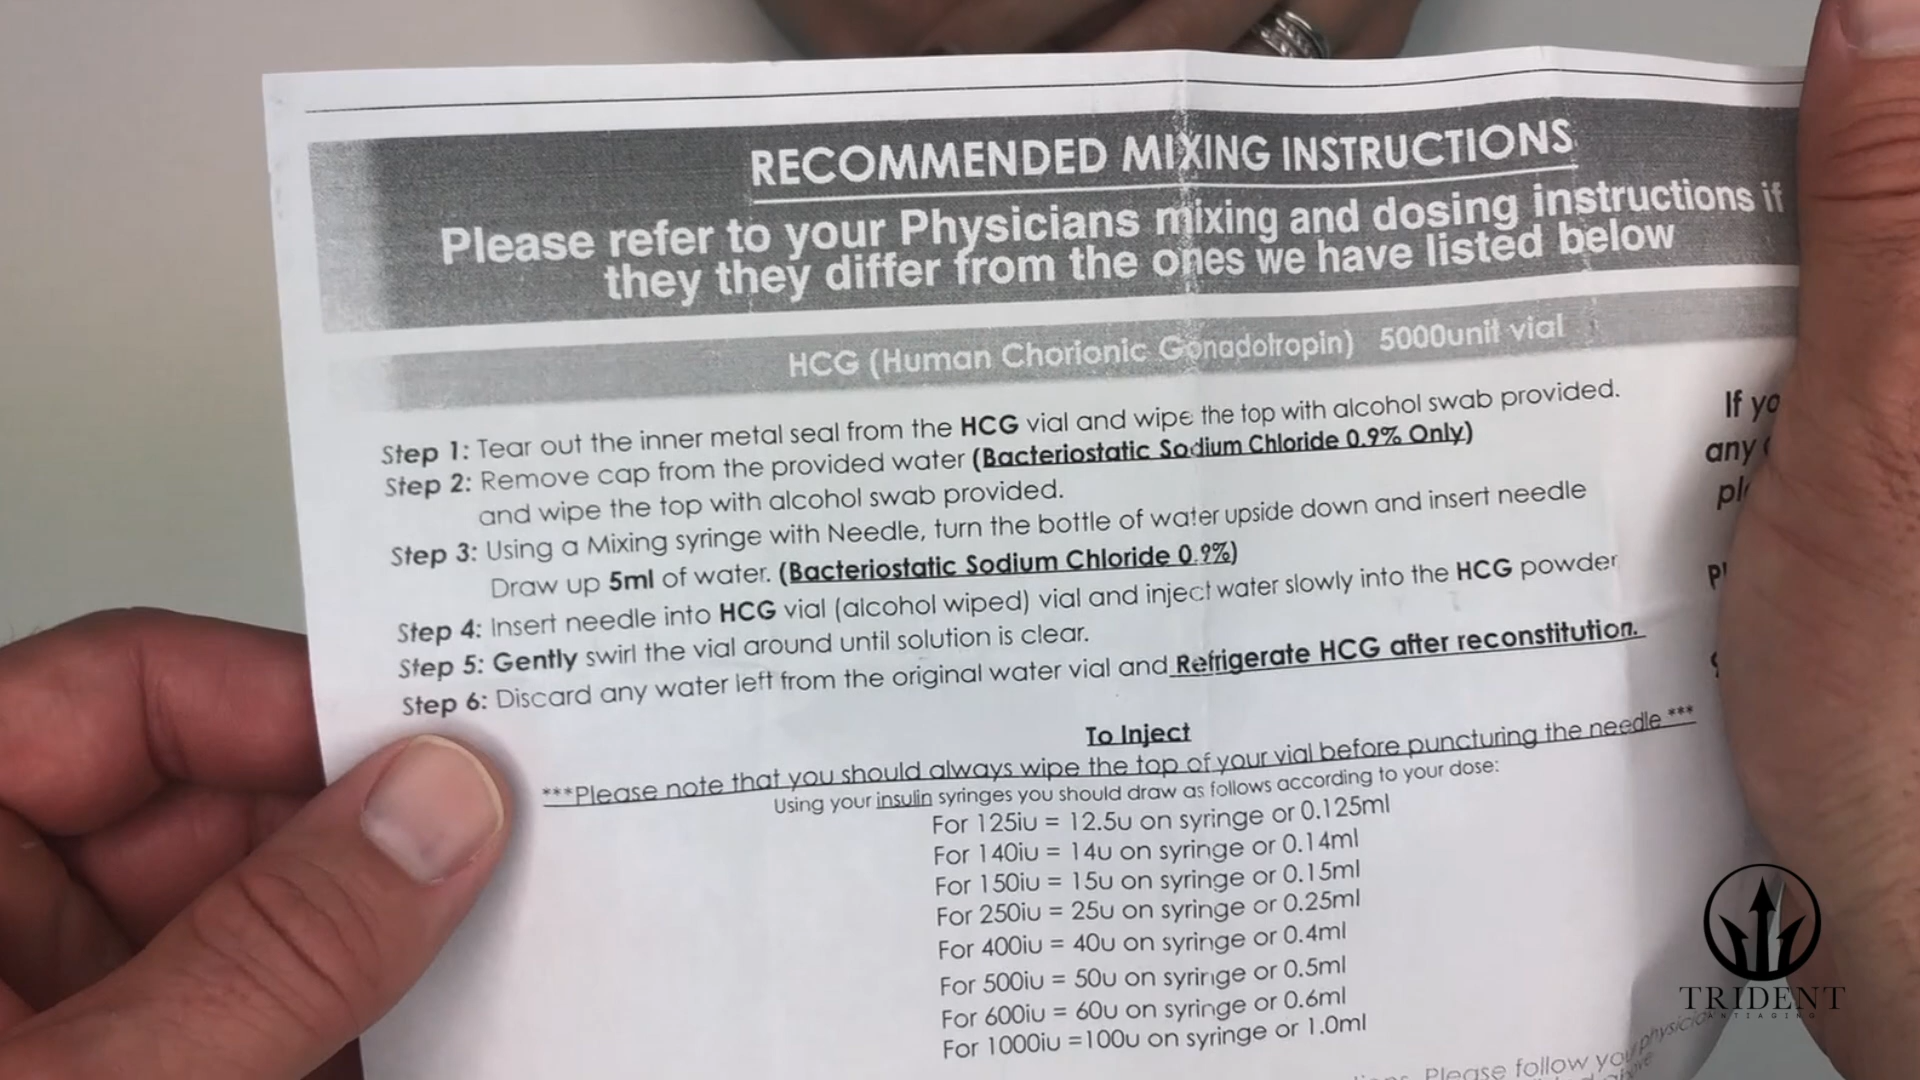 RECOMMENDED MIXING INSTRUCTIONS
Please refer to your Physicians mixing and dosing instructions if
they they differ from the ones we have listed below
HCG (Human Chorionic Gonadotropin) 5000unit vial
Step 1: Tear out the inner metal seal from the HCG vial and wipe the top with alcohol swab provided.
Step 2: Remove cap from the provided water (Bacteriostatic Sodium Chloride 0.9% Only)
and wipe the top with alcohol swab provided.
Step 3: Using a Mixing syringe with Needle, turn the bottle of water upside down and insert needle
Draw up 5ml of water. (Bacteriostatic Sodium Chloride 0.9%)
Step 4: Insert needle into HCG vial (alcohol wiped) vial and inject water slowly into the HCG powder
Step 5: Gently swirl the vial around until solution is clear.
Step 6: Discard any water left from the original water vial and Refrigerate HCG after reconstitution.
If yo
any
To Inject
***Please note that you should always wipe the top of your vial before puncturing the needle ***
Using your insulin syringes you should draw as follows according to your dose:
For 125iu = 12.5u on syringe or 0.125ml
For 140iu = 14u on syringe or 0.14ml
For 150iu = 15u on syringe or 0.15ml
For 250iu = 25u on syringe or 0.25ml
For 400iu = 40u on syringe or 0.4ml
For 500iu = 50u on syringe or 0.5ml
For 600iu = 60u on syringe or 0.6ml
For 1000iu =100u on syringe or 1.0ml
Please follow your physician
TRIDENT
ANTIAGING